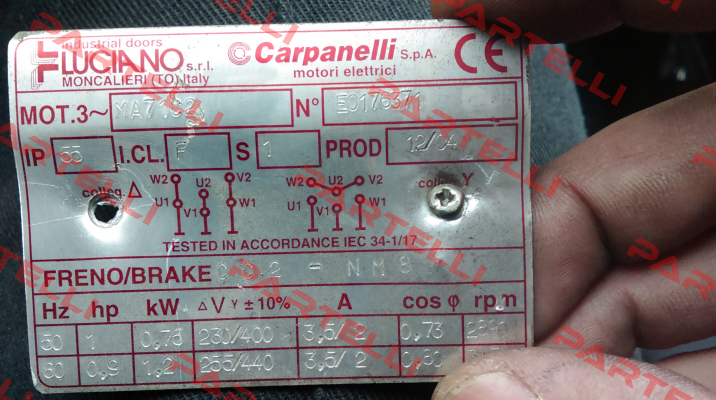 industrial doors
FF LUCIANO s.r.l. Carpanelli S.p.A. CE
MONCALIERI (TO) Italy motori elettrici
MOT.3~ N° E0176371
IP 55 I.CL. F S 1 PROD 12/04
W2 U2 V2 W2 U2 V2
colleg. Δ Y
U1 V1 W1 U1 V1 W1
TESTED IN ACCORDANCE IEC 34-1/17
FRENO/BRAKE NM8
Hz hp kW Δ V Y ± 10% A cos φ rpm
50 1 0,75 230/400 3,5/2 0,73
60 0,9 1,2 255/440 3,5/2 0,80
PARTELLI